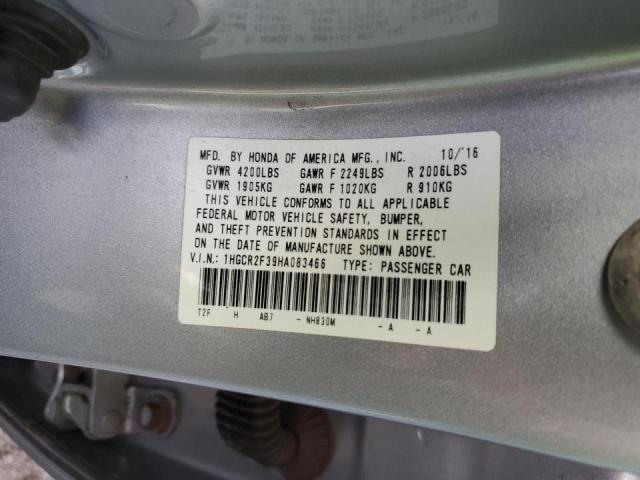 MFD. BY HONDA OF AMERICA MFG., INC. 10/'16
GVWR 4200LBS GAWR F 2249LBS R 2006LBS
GVWR 1905KG GAWR F 1020KG R 910KG
THIS VEHICLE CONFORMS TO ALL APPLICABLE
FEDERAL MOTOR VEHICLE SAFETY, BUMPER,
AND THEFT PREVENTION STANDARDS IN EFFECT
ON THE DATE OF MANUFACTURE SHOWN ABOVE.
V.I.N.: 1HGCR2F39HA083466 TYPE: PASSENGER CAR
T2F H AB7 - NH830M - A - A